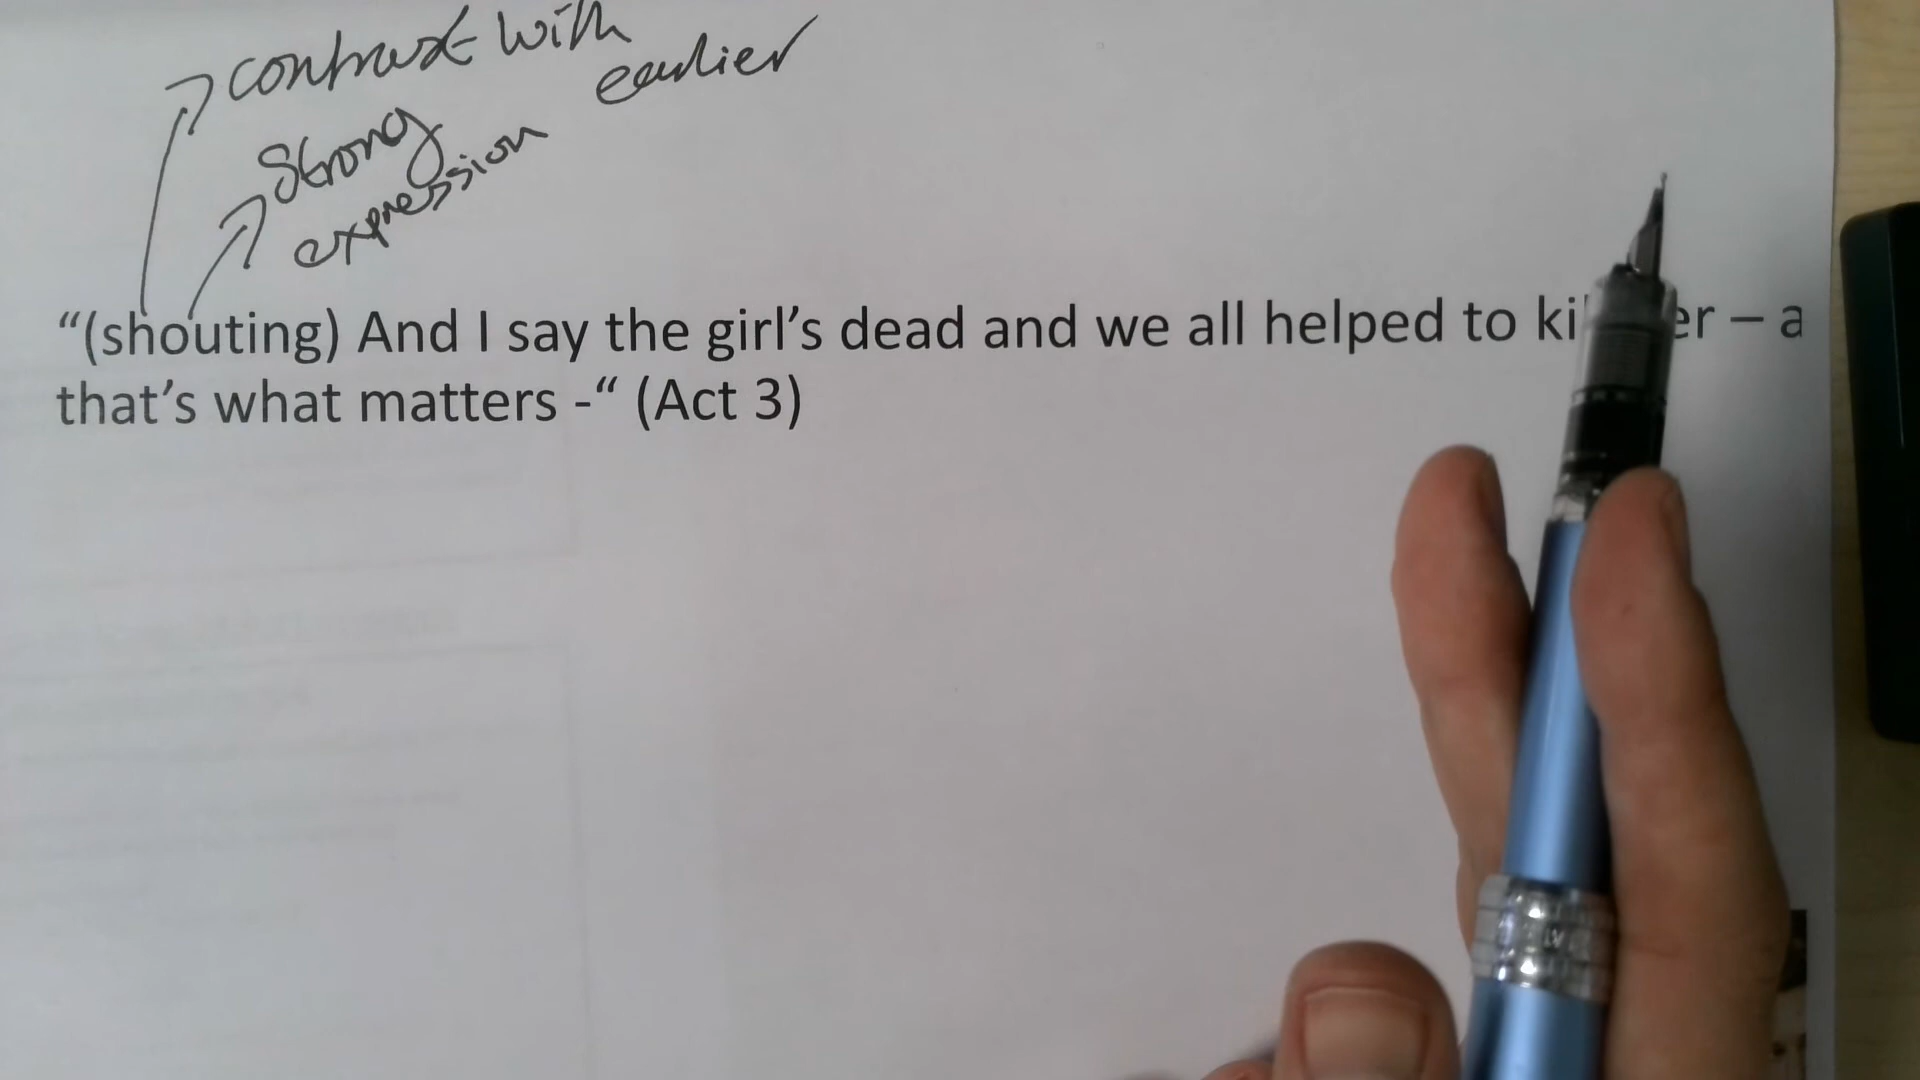 contrast with
earlier
Strong
expression
“(shouting) And I say the girl’s dead and we all helped to ki er – a
that’s what matters -“ (Act 3)